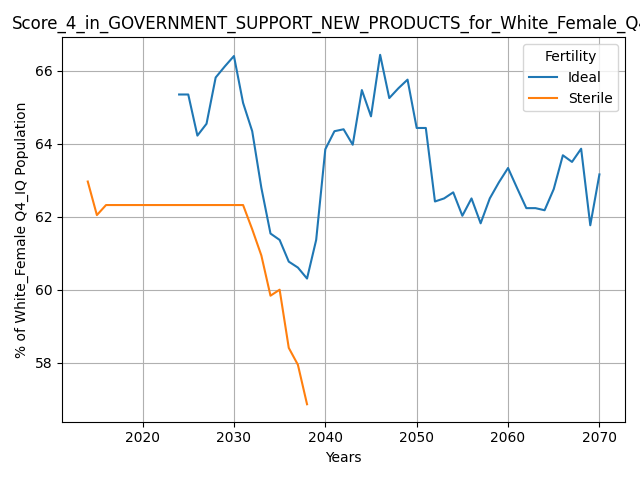 Score_4_in_GOVERNMENT_SUPPORT_NEW_PRODUCTS_for_White_Female_Q4
Fertility
Ideal
Sterile
% of White_Female Q4_IQ Population
66
64
62
60
58
2020 2030 2040 2050 2060 2070
Years